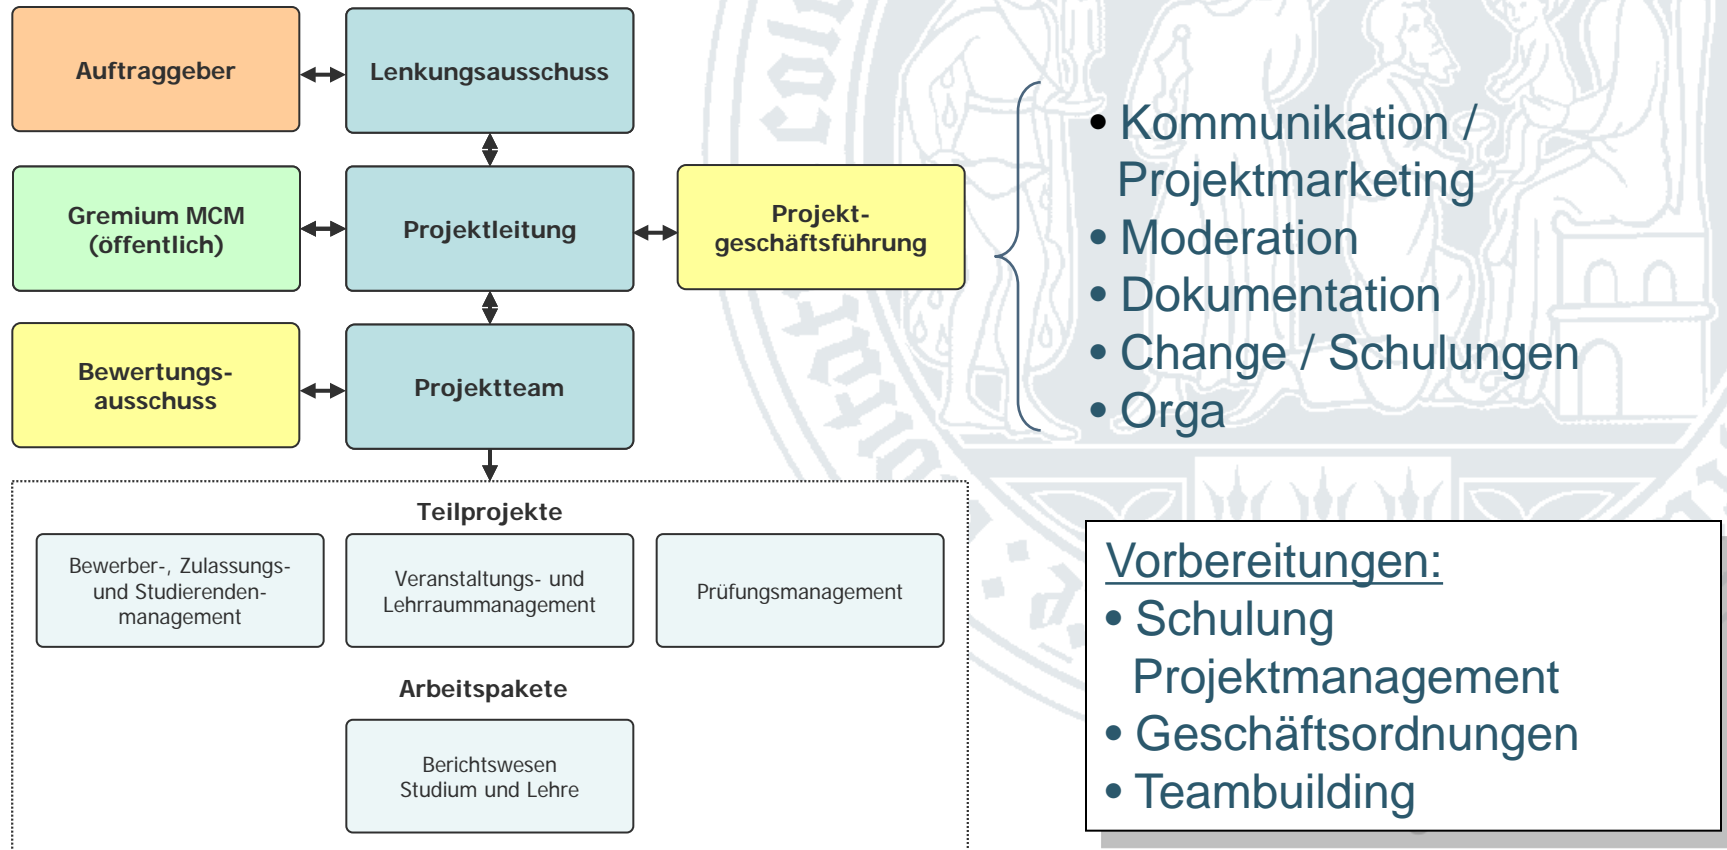 Auftraggeber
Lenkungsausschuss
Gremium MCM
(öffentlich)
Projektleitung
Projekt-
geschäftsführung
Bewertungs-
ausschuss
Projektteam
Teilprojekte
Bewerber-, Zulassungs-
und Studierenden-
management
Veranstaltungs- und
Lehrraummanagement
Prüfungsmanagement
Arbeitspakete
Berichtswesen
Studium und Lehre
• Kommunikation /
Projektmarketing
• Moderation
• Dokumentation
• Change / Schulungen
• Orga
Vorbereitungen:
• Schulung
Projektmanagement
• Geschäftsordnungen
• Teambuilding